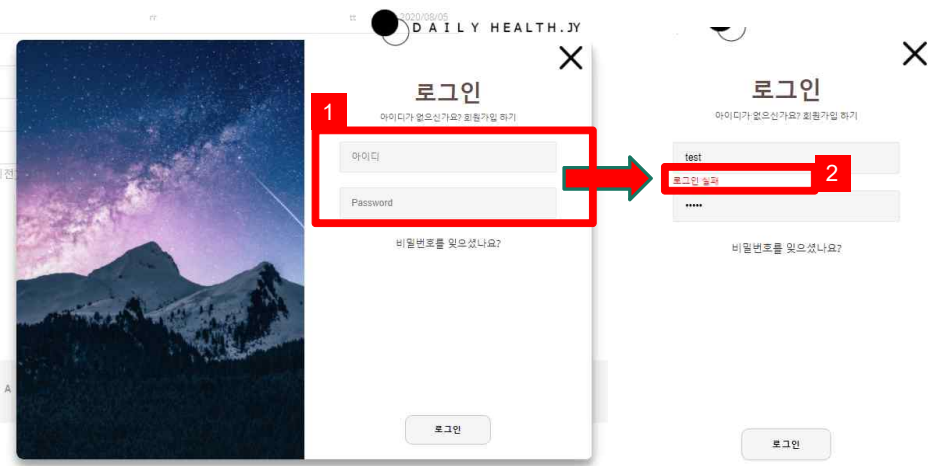 rr
::
2020/08/05
DAILY HEALTH.JY
로그인
아이디가 없으신가요? 회원가입 하기
1
아이디
Password
비밀번호를 잊으셨나요?
로그인
전
A
로그인
아이디가 없으신가요? 회원가입 하기
test
로그인 실패
2
•••••
비밀번호를 잊으셨나요?
로그인